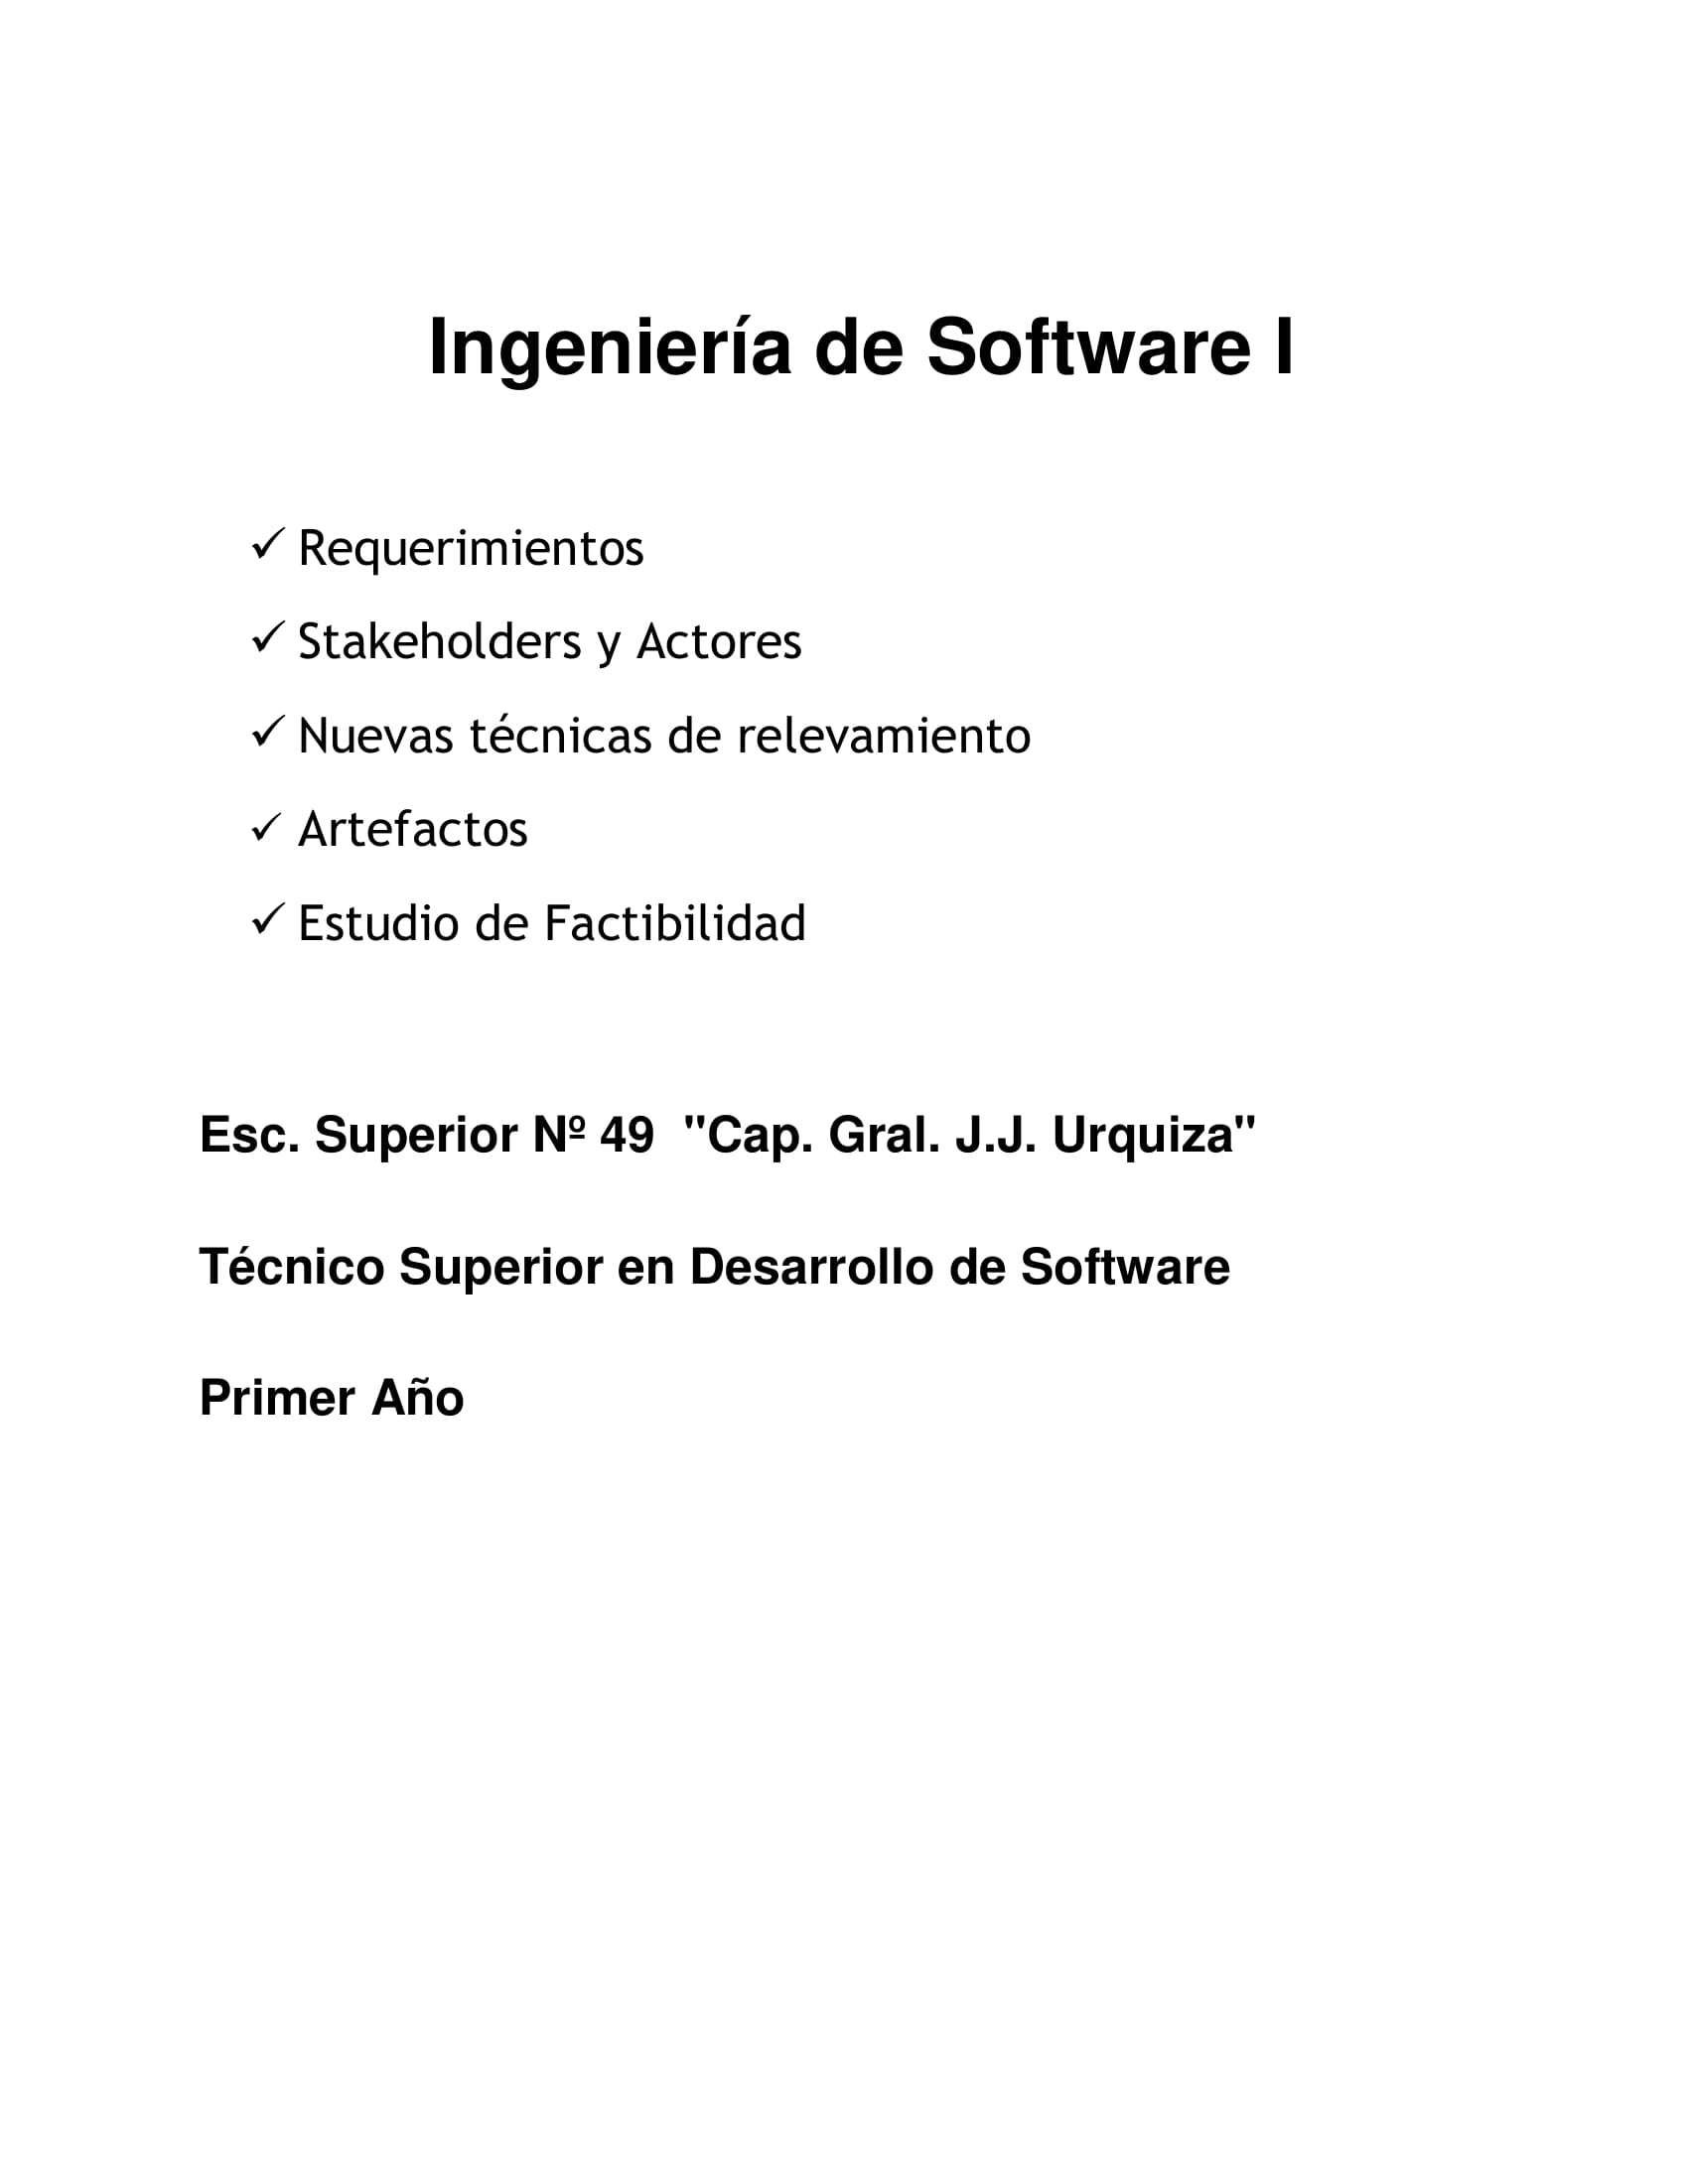 Ingeniería de Software I
✓ Requerimientos
✓ Stakeholders y Actores
✓ Nuevas técnicas de relevamiento
✓ Artefactos
✓ Estudio de Factibilidad
Esc. Superior Nº 49  "Cap. Gral. J.J. Urquiza"
Técnico Superior en Desarrollo de Software
Primer Año